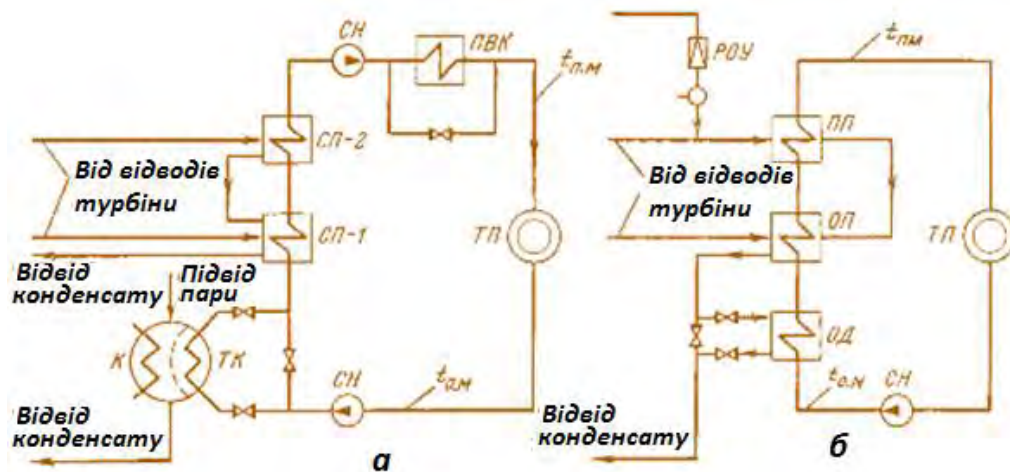 СН
ПВК
tп.м
СП-2
Від відводів
турбіни
СП-1
ТП
Відвід
конденсату
Підвід
пари
К
ТК
СН
tо.м
Відвід
конденсату
а
РОУ
tпм
ПП
Від відводів
турбіни
ОП
ТП
ОД
tо.м
СН
Відвід
конденсату
б